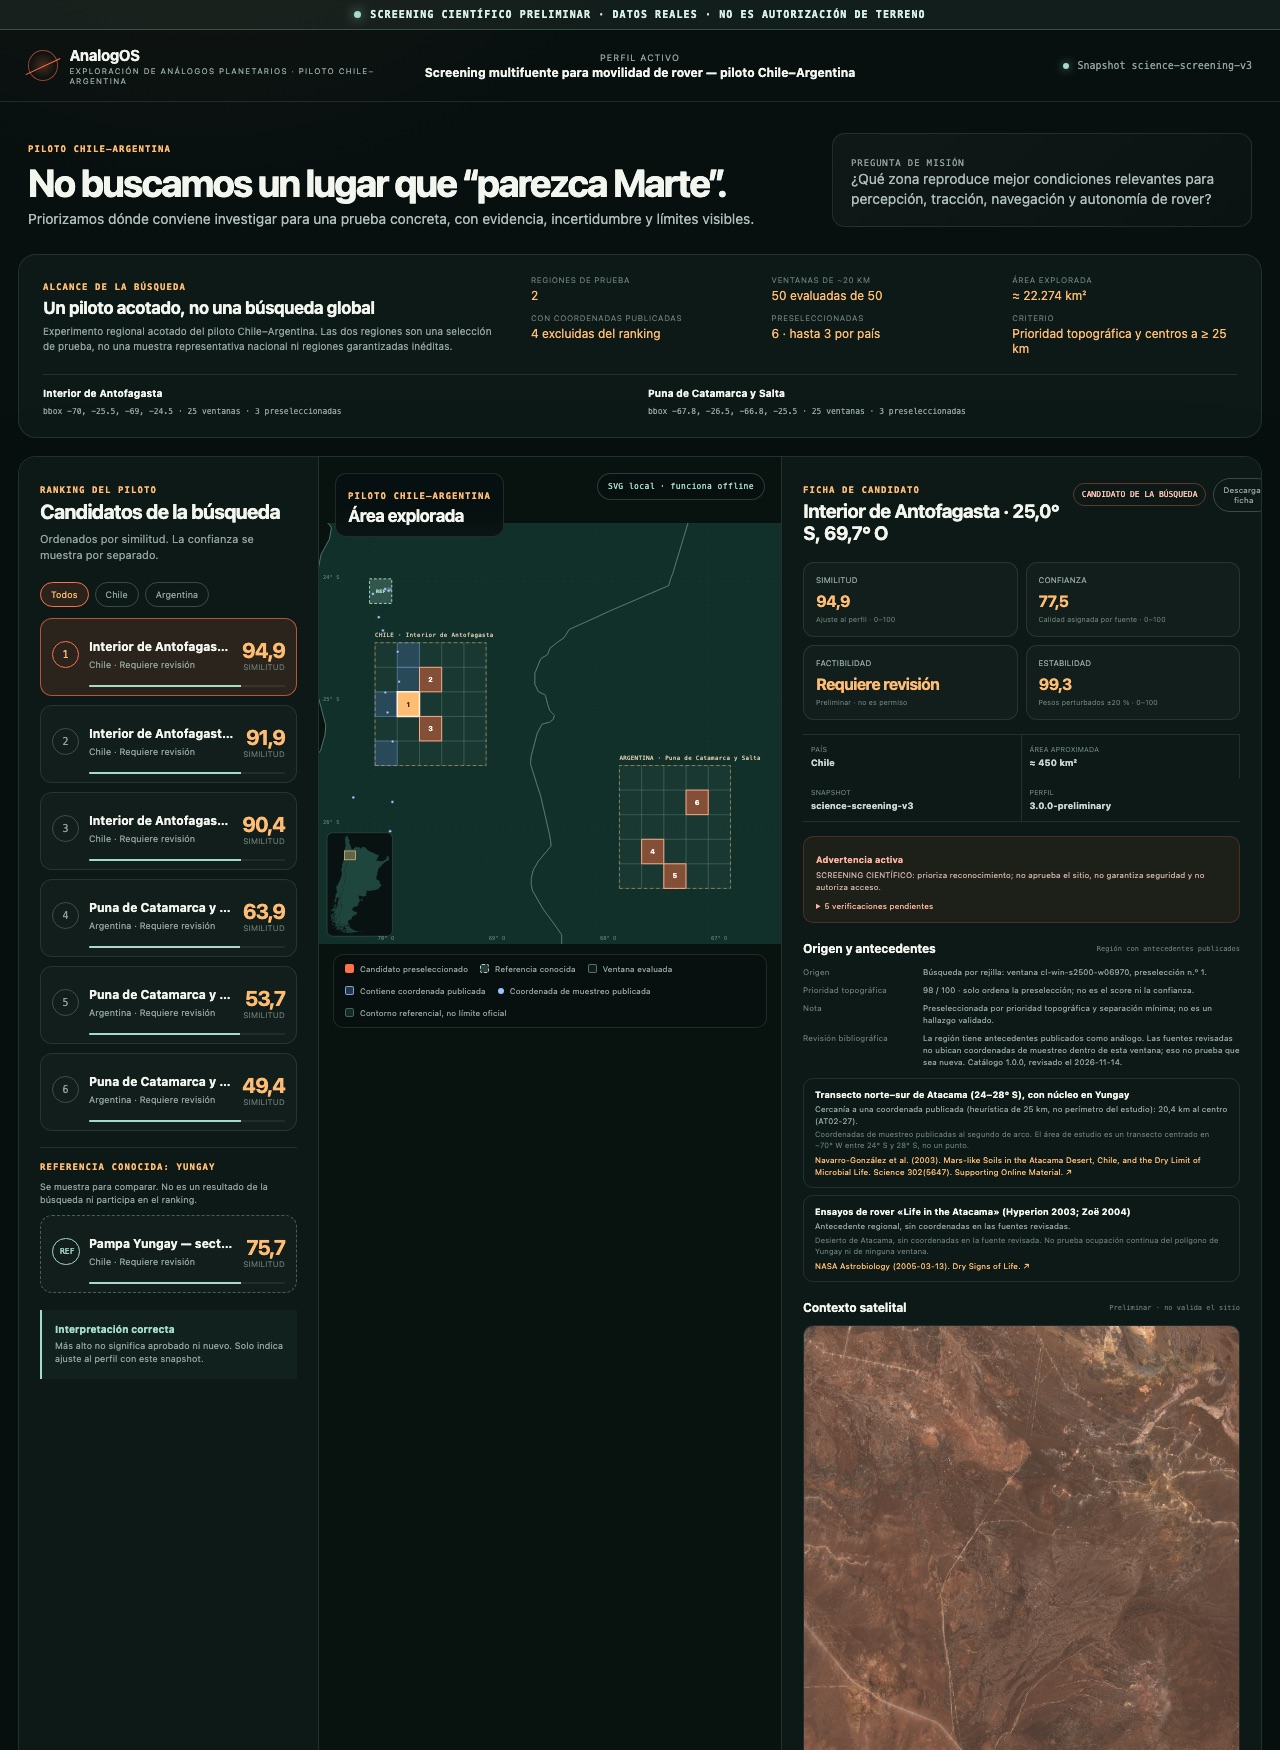 SCREENING CIENTÍFICO PRELIMINAR · DATOS REALES · NO ES AUTORIZACIÓN DE TERRENO
AnalogOS
EXPLORACIÓN DE ANÁLOGOS PLANETARIOS · PILOTO CHILE–
ARGENTINA
PERFIL ACTIVO
Screening multifuente para movilidad de rover — piloto Chile–Argentina
Snapshot science-screening-v3
PILOTO CHILE–ARGENTINA
No buscamos un lugar que “parezca Marte”.
Priorizamos dónde conviene investigar para una prueba concreta, con evidencia, incertidumbre y límites visibles.
PREGUNTA DE MISIÓN
¿Qué zona reproduce mejor condiciones relevantes para
percepción, tracción, navegación y autonomía de rover?
ALCANCE DE LA BÚSQUEDA
Un piloto acotado, no una búsqueda global
Experimento regional acotado del piloto Chile–Argentina. Las dos regiones son una selección
de prueba, no una muestra representativa nacional ni regiones garantizadas inéditas.
REGIONES DE PRUEBA
2
VENTANAS DE ~20 KM
50 evaluadas de 50
ÁREA EXPLORADA
≈ 22.274 km²
CON COORDENADAS PUBLICADAS
4 excluidas del ranking
PRESELECCIONADAS
6 · hasta 3 por país
CRITERIO
Prioridad topográfica y centros a ≥ 25
km
Interior de Antofagasta
bbox −70, −25.5, −69, −24.5 · 25 ventanas · 3 preseleccionadas
Puna de Catamarca y Salta
bbox −67.8, −26.5, −66.8, −25.5 · 25 ventanas · 3 preseleccionadas
RANKING DEL PILOTO
Candidatos de la búsqueda
Ordenados por similitud. La confianza se
muestra por separado.
Todos
Chile
Argentina
1
Interior de Antofagas...
Chile · Requiere revisión
94,9
SIMILITUD
2
Interior de Antofagast...
Chile · Requiere revisión
91,9
SIMILITUD
3
Interior de Antofagas...
Chile · Requiere revisión
90,4
SIMILITUD
4
Puna de Catamarca y ...
Argentina · Requiere revisión
63,9
SIMILITUD
5
Puna de Catamarca y ...
Argentina · Requiere revisión
53,7
SIMILITUD
6
Puna de Catamarca y ...
Argentina · Requiere revisión
49,4
SIMILITUD
REFERENCIA CONOCIDA: YUNGAY
Se muestra para comparar. No es un resultado de la
búsqueda ni participa en el ranking.
REF
Pampa Yungay — sect...
Chile · Requiere revisión
75,7
SIMILITUD
Interpretación correcta
Más alto no significa aprobado ni nuevo. Solo indica
ajuste al perfil con este snapshot.
PILOTO CHILE–ARGENTINA
Área explorada
SVG local · funciona offline
24° S
REF
CHILE · Interior de Antofagasta
2
25° S
1
3
ARGENTINA · Puna de Catamarca y Salta
6
26° S
4
5
70° O
69° O
68° O
67° O
Candidato preseleccionado
Referencia conocida
Ventana evaluada
Contiene coordenada publicada
Coordenada de muestreo publicada
Contorno referencial, no límite oficial
FICHA DE CANDIDATO
Interior de Antofagasta · 25,0°
S, 69,7° O
CANDIDATO DE LA BÚSQUEDA
Descarga
ficha
SIMILITUD
94,9
Ajuste al perfil · 0–100
CONFIANZA
77,5
Calidad asignada por fuente · 0–100
FACTIBILIDAD
Requiere revisión
Preliminar · no es permiso
ESTABILIDAD
99,3
Pesos perturbados ±20 % · 0–100
PAÍS
Chile
ÁREA APROXIMADA
≈ 450 km²
SNAPSHOT
science-screening-v3
PERFIL
3.0.0-preliminary
Advertencia activa
SCREENING CIENTÍFICO: prioriza reconocimiento; no aprueba el sitio, no garantiza seguridad y no
autoriza acceso.
▸ 5 verificaciones pendientes
Origen y antecedentes
Región con antecedentes publicados
Origen
Búsqueda por rejilla: ventana cl-win-s2500-w06970, preselección n.º 1.
Prioridad topográfica
98 / 100 · solo ordena la preselección; no es el score ni la confianza.
Nota
Preseleccionada por prioridad topográfica y separación mínima; no es un
hallazgo validado.
Revisión bibliográfica
La región tiene antecedentes publicados como análogo. Las fuentes revisadas
no ubican coordenadas de muestreo dentro de esta ventana; eso no prueba que
sea nueva. Catálogo 1.0.0, revisado el 2026-11-14.
Transecto norte–sur de Atacama (24–28° S), con núcleo en Yungay
Cercanía a una coordenada publicada (heurística de 25 km, no perímetro del estudio): 20,4 km al centro
(AT02-27).
Coordenadas de muestreo publicadas al segundo de arco. El área de estudio es un transecto centrado en
~70° W entre 24° S y 28° S, no un punto.
Navarro-González et al. (2003). Mars-like Soils in the Atacama Desert, Chile, and the Dry Limit of
Microbial Life. Science 302(5647). Supporting Online Material. ↗
Ensayos de rover «Life in the Atacama» (Hyperion 2003; Zoë 2004)
Antecedente regional, sin coordenadas en las fuentes revisadas.
Desierto de Atacama, sin coordenadas en la fuente revisada. No prueba ocupación continua del polígono de
Yungay ni de ninguna ventana.
NASA Astrobiology (2005-03-13). Dry Signs of Life. ↗
Contexto satelital
Preliminar · no valida el sitio